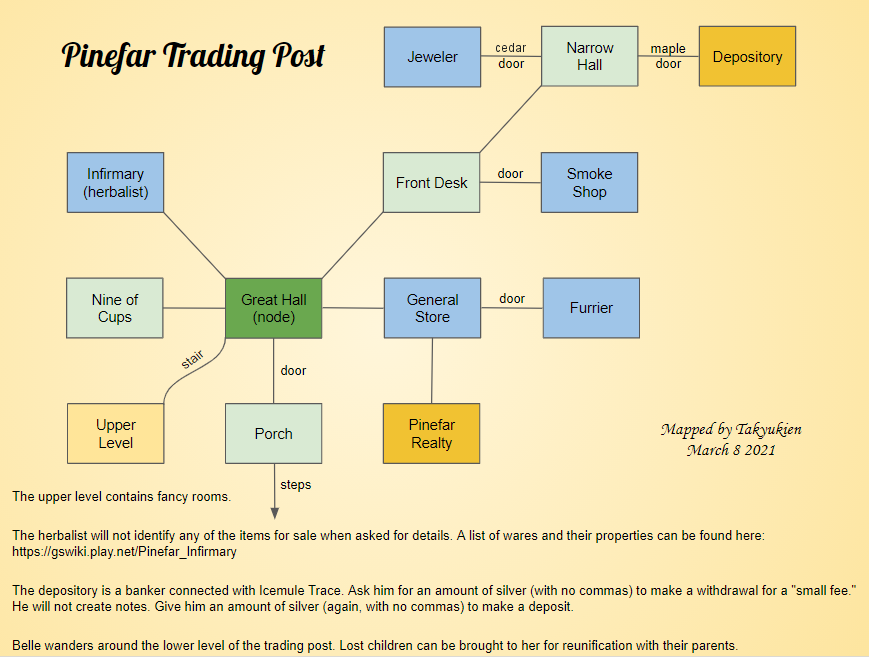 Pinefar Trading Post
Jeweler
cedar
door
Narrow
Hall
maple
door
Depository
Infirmary
(herbalist)
Front Desk
door
Smoke
Shop
Nine of
Cups
Great Hall
(node)
General
Store
door
Furrier
stair
door
Upper
Level
Porch
Pinefar
Realty
Mapped by Takyukien
March 8 2021
steps
The upper level contains fancy rooms.
The herbalist will not identify any of the items for sale when asked for details. A list of wares and their properties can be found here:
https://gswiki.play.net/Pinefar_Infirmary
The depository is a banker connected with Icemule Trace. Ask him for an amount of silver (with no commas) to make a withdrawal for a "small fee."
He will not create notes. Give him an amount of silver (again, with no commas) to make a deposit.
Belle wanders around the lower level of the trading post. Lost children can be brought to her for reunification with their parents.